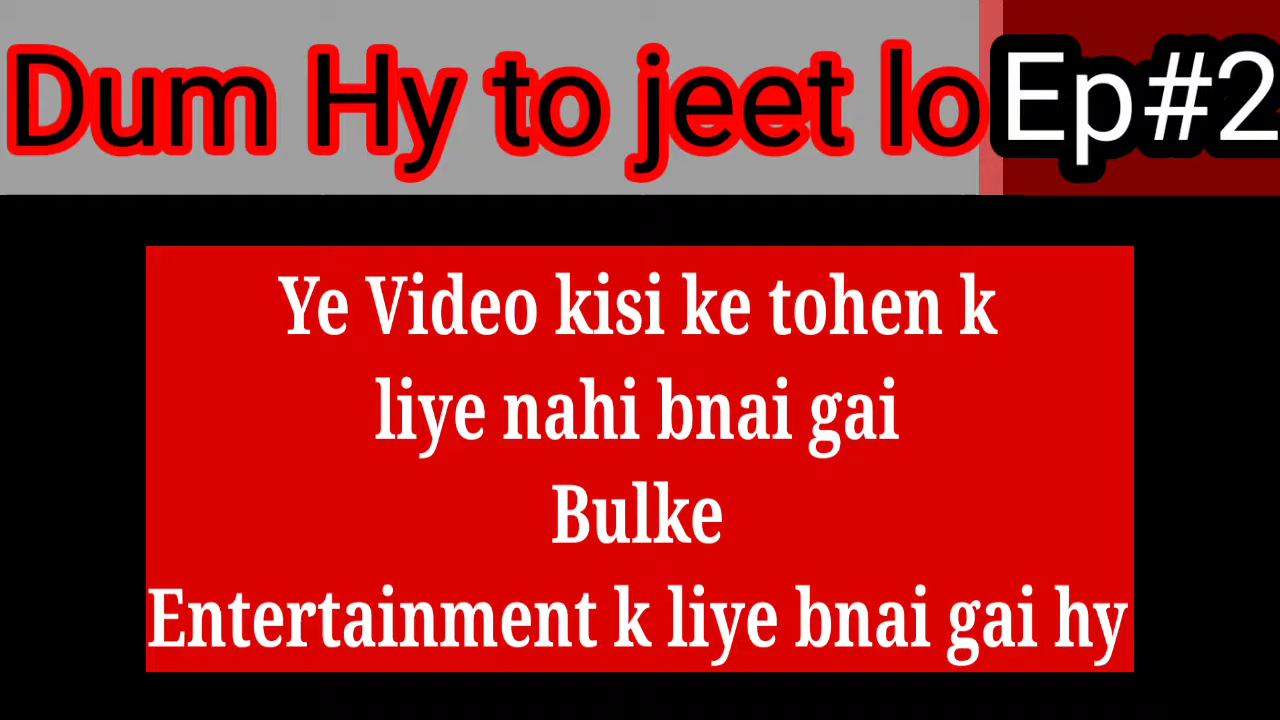 Dum Hy to jeet lo Ep#2
Ye Video kisi ke tohen k
liye nahi bnai gai
Bulke
Entertainment k liye bnai gai hy